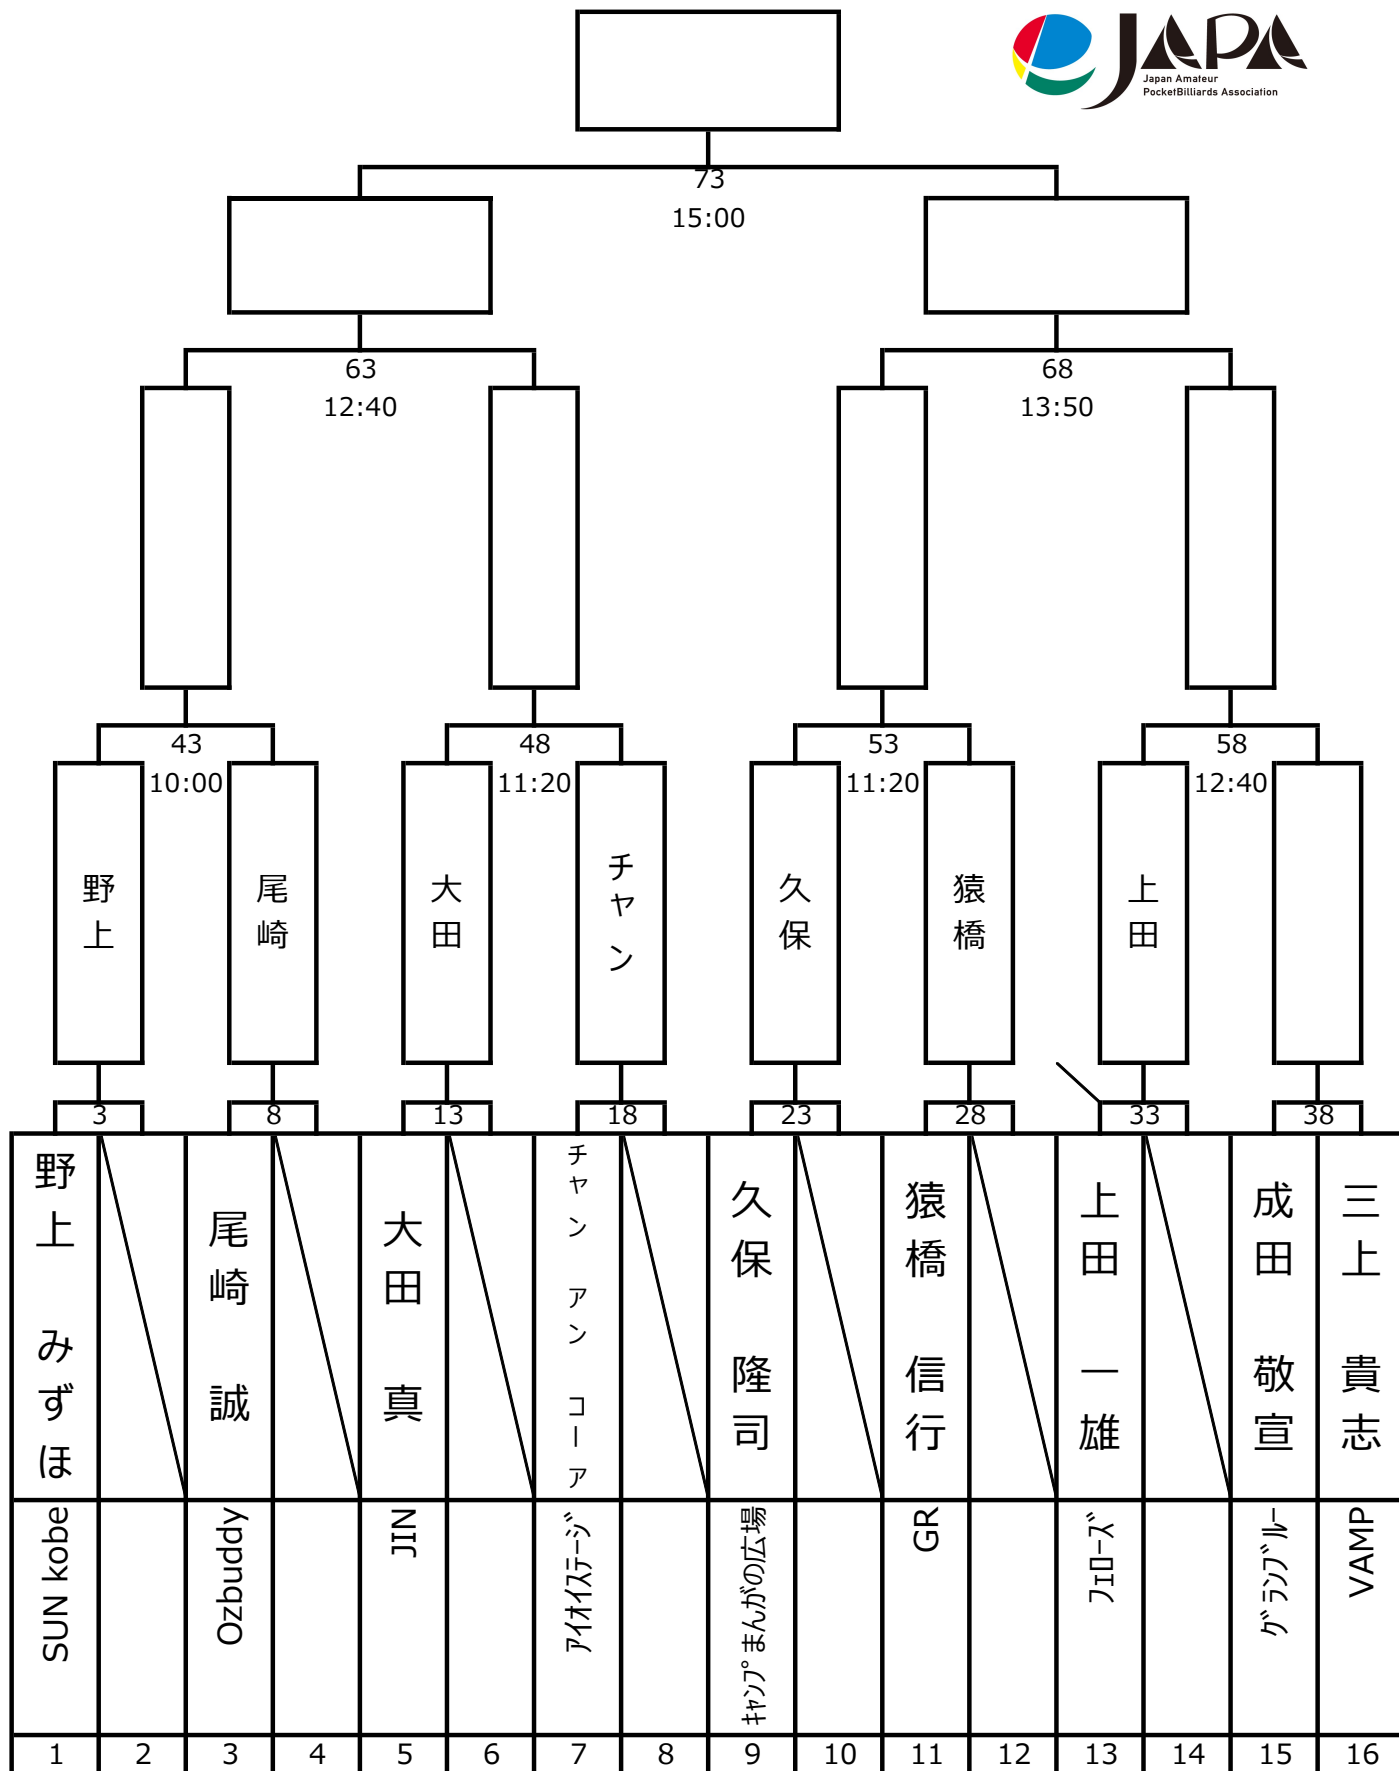 JAPA
Japan Amateur
PocketBilliards Association
73
15:00
63
12:40
68
13:50
43
10:00
48
11:20
53
11:20
58
12:40
野上
尾崎
大田
チャン
久保
猿橋
上田
3
8
13
18
23
28
33
38
野上 みずほ
尾崎 誠
大田 真
チャン アン コーア
久保 隆司
猿橋 信行
上田 一雄
成田 敬宣
三上 貴志
SUN kobe
Ozbuddy
JIN
ｱｲｵｲｽﾃｰｼﾞ
ｷｬﾝﾌﾟまんがの広場
GR
ﾌｪﾛｰｽﾞ
ｸﾞﾗﾝﾌﾞﾙｰ
VAMP
1
2
3
4
5
6
7
8
9
10
11
12
13
14
15
16